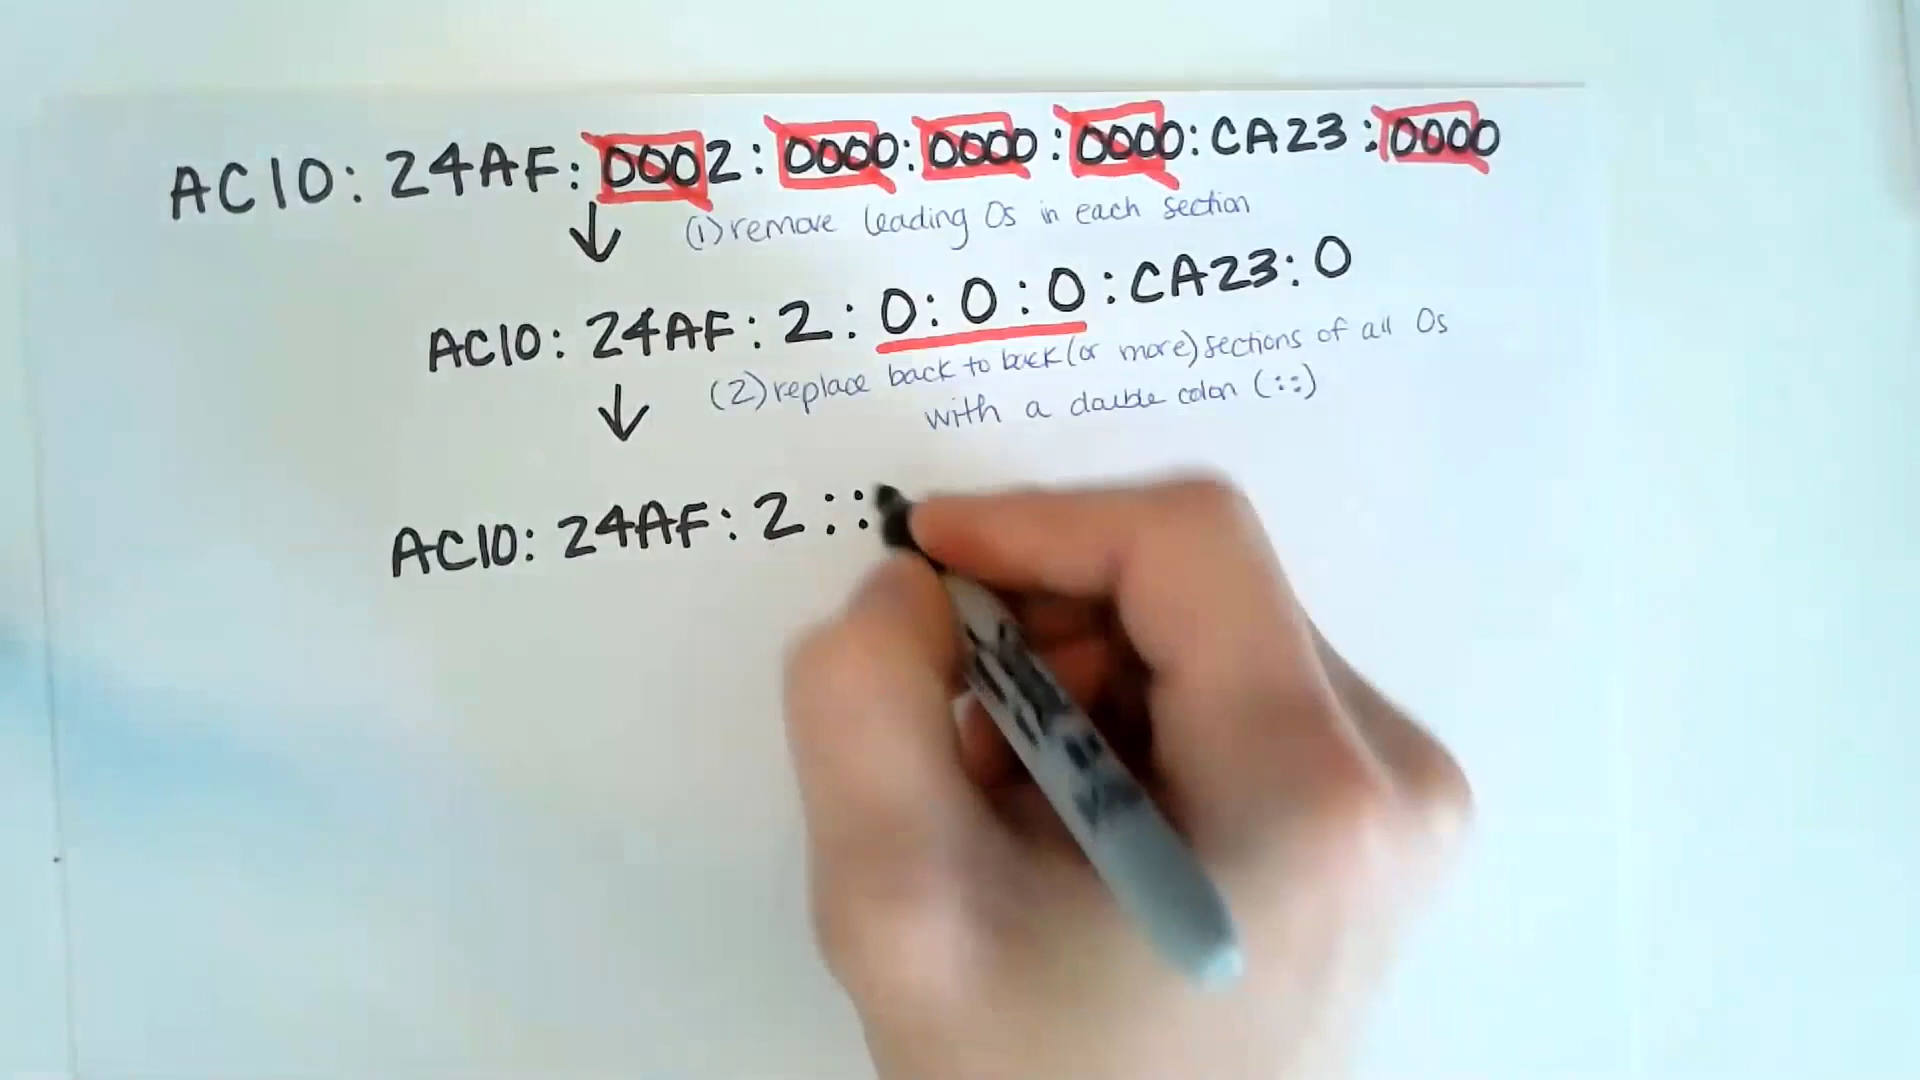 AC10: 24AF: 0002: 0000: 0000: 0000: CA23: 0000
(1) remove leading 0s in each section
AC10: 24AF: 2: 0: 0: 0: CA23: 0
(2) replace back to back (or more) sections of all 0s
with a double colon (::)
AC10: 24AF: 2::